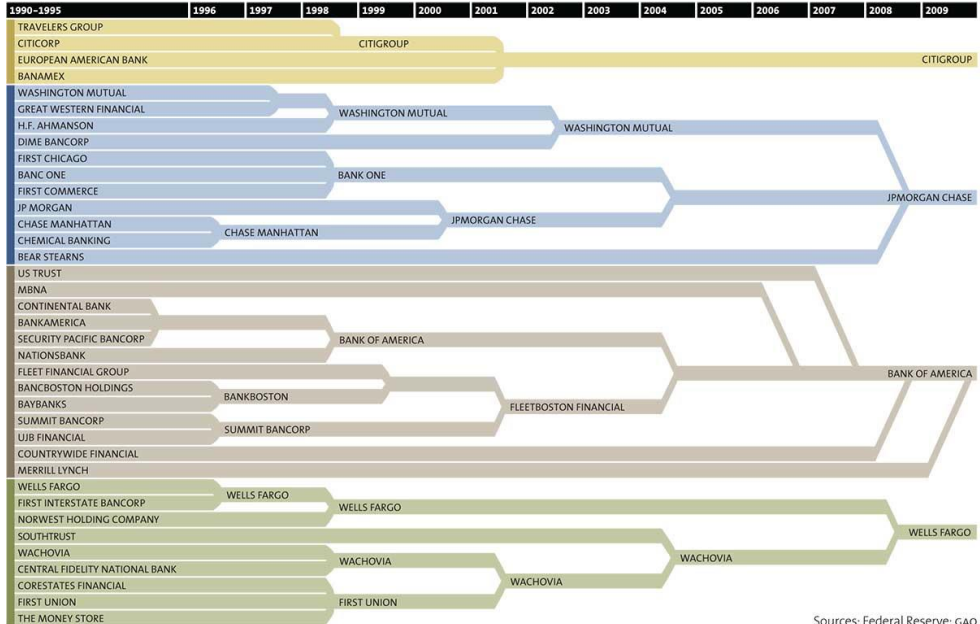 1990–1995 1996 1997 1998 1999 2000 2001 2002 2003 2004 2005 2006 2007 2008 2009
TRAVELERS GROUP
CITICORP CITIGROUP
EUROPEAN AMERICAN BANK CITIGROUP
BANAMEX
WASHINGTON MUTUAL
GREAT WESTERN FINANCIAL WASHINGTON MUTUAL
H.F. AHMANSON WASHINGTON MUTUAL
DIME BANCORP
FIRST CHICAGO
BANC ONE BANK ONE
FIRST COMMERCE JPMORGAN CHASE
JP MORGAN
CHASE MANHATTAN JPMORGAN CHASE
CHASE MANHATTAN
CHEMICAL BANKING
BEAR STEARNS
US TRUST
MBNA
CONTINENTAL BANK
BANKAMERICA
SECURITY PACIFIC BANCORP BANK OF AMERICA
NATIONSBANK
FLEET FINANCIAL GROUP BANK OF AMERICA
BANCBOSTON HOLDINGS
BANKBOSTON
BAYBANKS FLEETBOSTON FINANCIAL
SUMMIT BANCORP
SUMMIT BANCORP
UJB FINANCIAL
COUNTRYWIDE FINANCIAL
MERRILL LYNCH
WELLS FARGO
WELLS FARGO
FIRST INTERSTATE BANCORP WELLS FARGO
NORWEST HOLDING COMPANY
SOUTHTRUST WELLS FARGO
WACHOVIA WACHOVIA
WACHOVIA
CENTRAL FIDELITY NATIONAL BANK
CORESTATES FINANCIAL WACHOVIA
FIRST UNION FIRST UNION
THE MONEY STORE
Sources: Federal Reserve; GAO